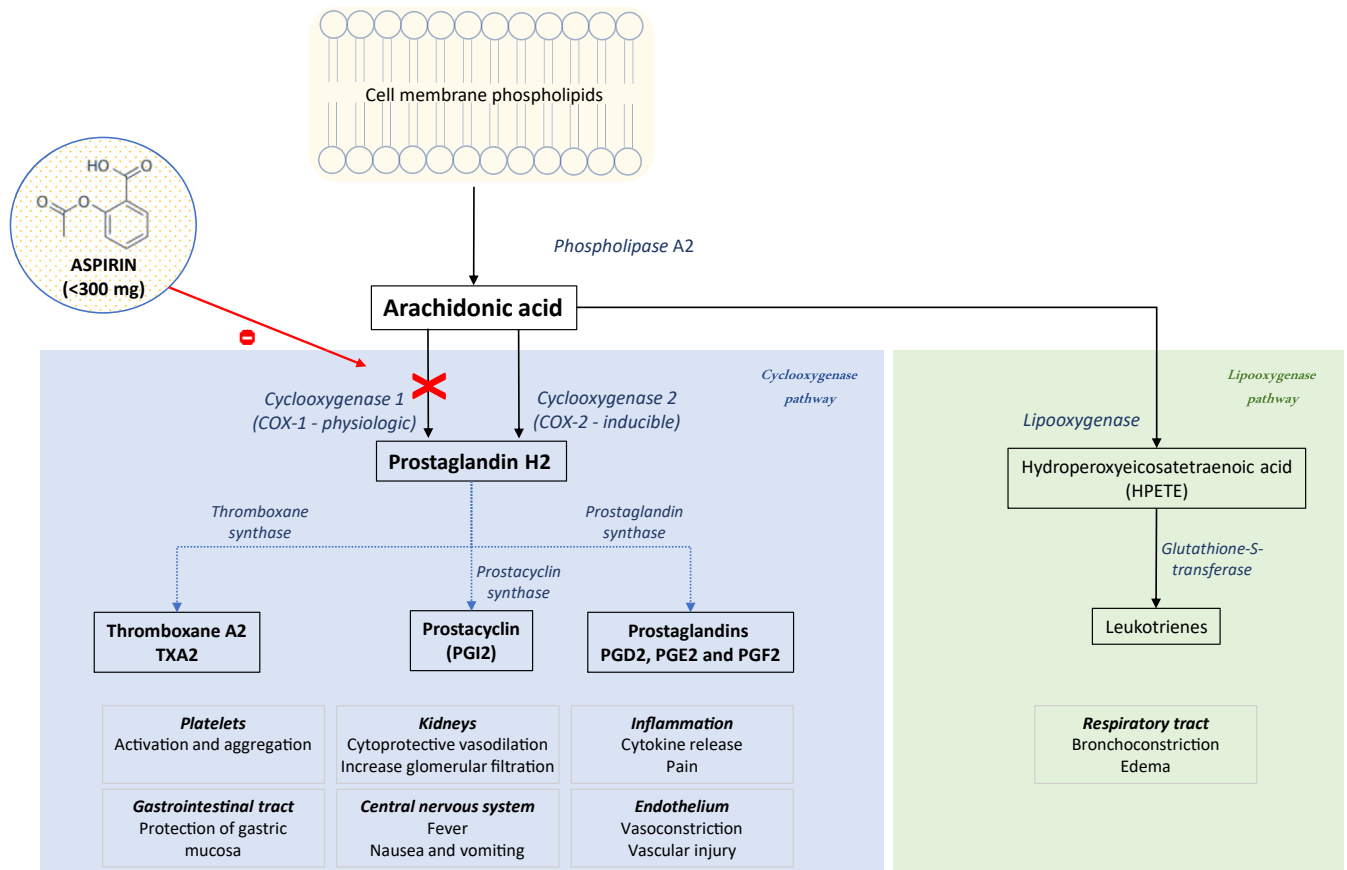 Cell membrane phospholipids
HO
O
O
O
ASPIRIN
(<300 mg)
Phospholipase A2
Arachidonic acid
Cyclooxygenase
pathway
Lipooxygenase
pathway
Cyclooxygenase 1
(COX-1 - physiologic)
Cyclooxygenase 2
(COX-2 - inducible)
Lipooxygenase
Prostaglandin H2
Hydroperoxyeicosatetraenoic acid
(HPETE)
Thromboxane
synthase
Prostaglandin
synthase
Prostacyclin
synthase
Glutathione-S-
transferase
Thromboxane A2
TXA2
Prostacyclin
(PGI2)
Prostaglandins
PGD2, PGE2 and PGF2
Leukotrienes
Platelets
Activation and aggregation
Kidneys
Cytoprotective vasodilation
Increase glomerular filtration
Inflammation
Cytokine release
Pain
Respiratory tract
Bronchoconstriction
Edema
Gastrointestinal tract
Protection of gastric
mucosa
Central nervous system
Fever
Nausea and vomiting
Endothelium
Vasoconstriction
Vascular injury